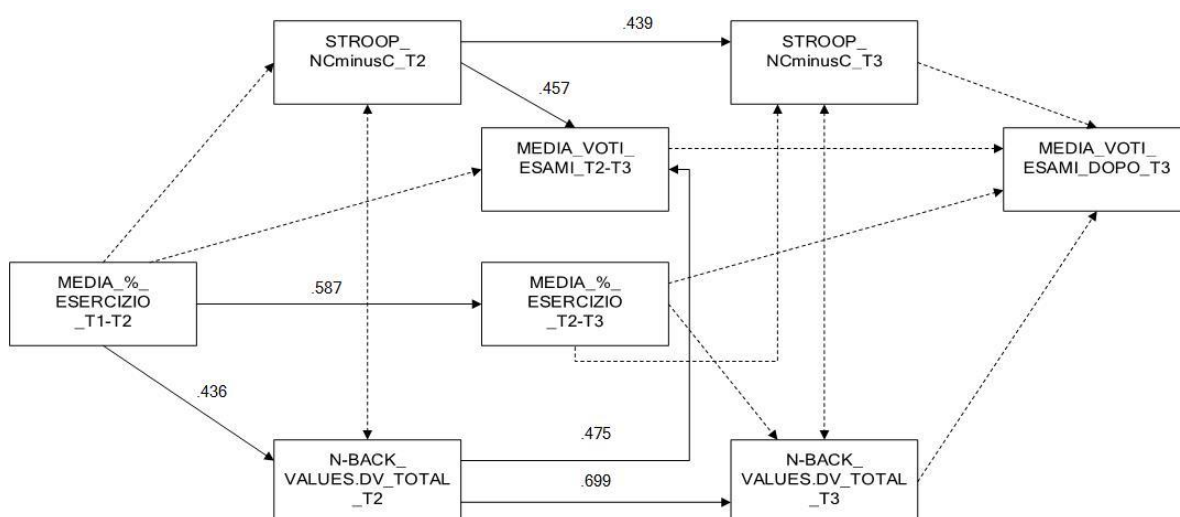 .439
STROOP_
NCminusC_T2
STROOP_
NCminusC_T3
.457
MEDIA_VOTI_
ESAMI_T2-T3
MEDIA_VOTI_
ESAMI_DOPO_T3
MEDIA_%_
ESERCIZIO
_T1-T2
.587
MEDIA_%_
ESERCIZIO
_T2-T3
.436
.475
N-BACK_
VALUES.DV_TOTAL
_T2
.699
N-BACK_
VALUES.DV_TOTAL
_T3